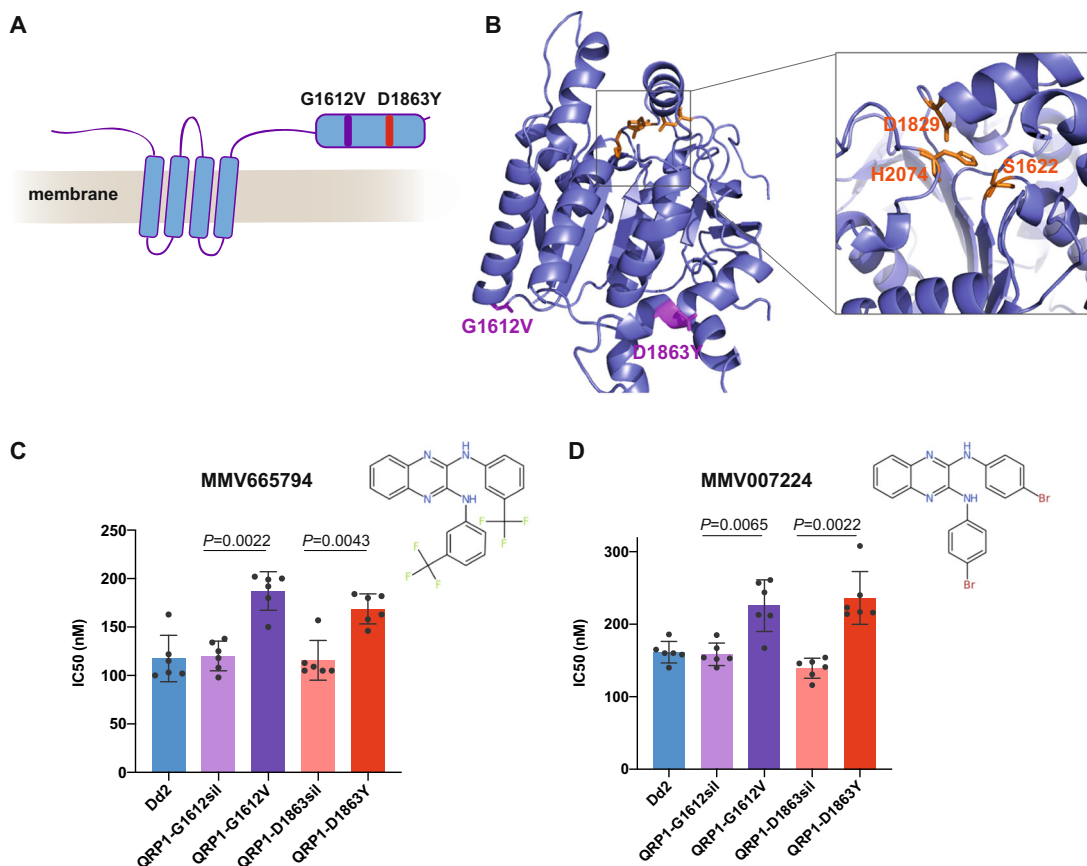 A
G1612V D1863Y
membrane
B
G1612V
D1863Y
D1829
H2074
S1622
C
MMV665794
H
N
N
N
NH
F
F
F
F
F
F
P=0.0022
P=0.0043
IC50 (nM)
250
200
150
100
50
0
Dd2
QRP1-G1612sil
QRP1-G1612V
QRP1-D1863sil
QRP1-D1863Y
D
MMV007224
H
N
N
N
NH
Br
Br
P=0.0065
P=0.0022
IC50 (nM)
300
200
100
0
Dd2
QRP1-G1612sil
QRP1-G1612V
QRP1-D1863sil
QRP1-D1863Y